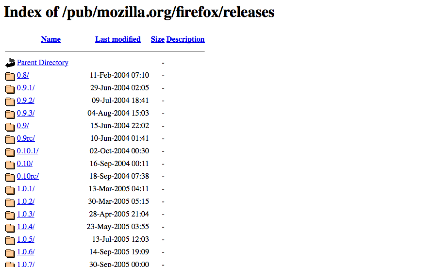 Index of /pub/mozilla.org/firefox/releases
Name Last modified Size Description
Parent Directory -
0.8/ 11-Feb-2004 07:10 -
0.9.1/ 29-Jun-2004 02:05 -
0.9.2/ 09-Jul-2004 18:41 -
0.9.3/ 04-Aug-2004 15:03 -
0.9/ 15-Jun-2004 22:02 -
0.9rc/ 10-Jun-2004 01:41 -
0.10.1/ 02-Oct-2004 00:30 -
0.10/ 16-Sep-2004 00:11 -
0.10rc/ 18-Sep-2004 07:38 -
1.0.1/ 13-Mar-2005 04:11 -
1.0.2/ 30-Mar-2005 05:15 -
1.0.3/ 28-Apr-2005 21:04 -
1.0.4/ 23-May-2005 03:55 -
1.0.5/ 13-Jul-2005 12:03 -
1.0.6/ 14-Sep-2005 19:09 -
1.0.7/ 30-Sep-2005 00:00 -